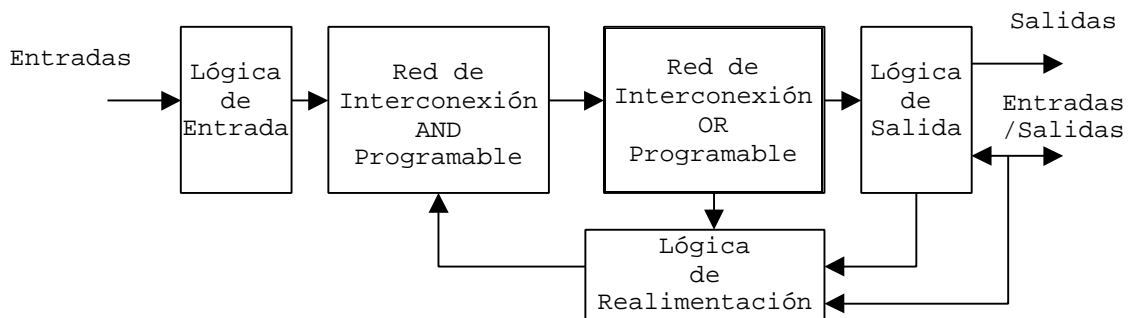 Entradas
Lógica
de
Entrada
Red de
Interconexión
AND
Programable
Red de
Interconexión
OR
Programable
Lógica
de
Salida
Salidas
Entradas
/Salidas
Lógica
de
Realimentación